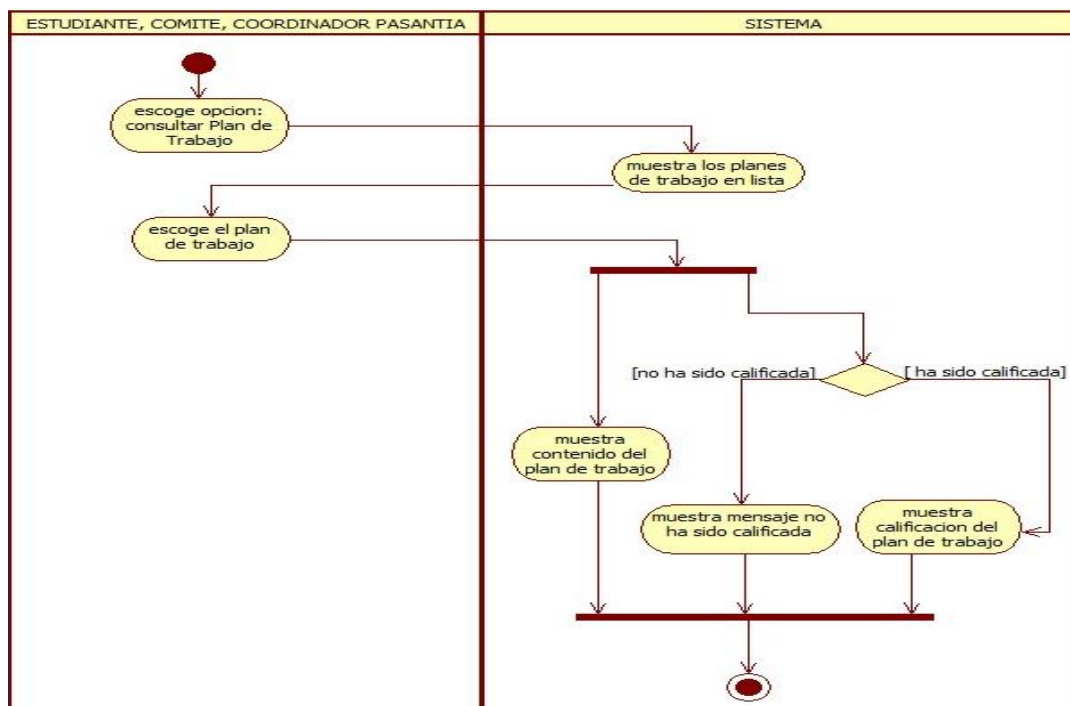 ESTUDIANTE, COMITE, COORDINADOR PASANTIA
SISTEMA
escoge opcion:
consultar Plan de
Trabajo
muestra los planes
de trabajo en lista
escoge el plan
de trabajo
[no ha sido calificada]
[ ha sido calificada]
muestra
contenido del
plan de trabajo
muestra mensaje no
ha sido calificada
muestra
calificacion del
plan de trabajo